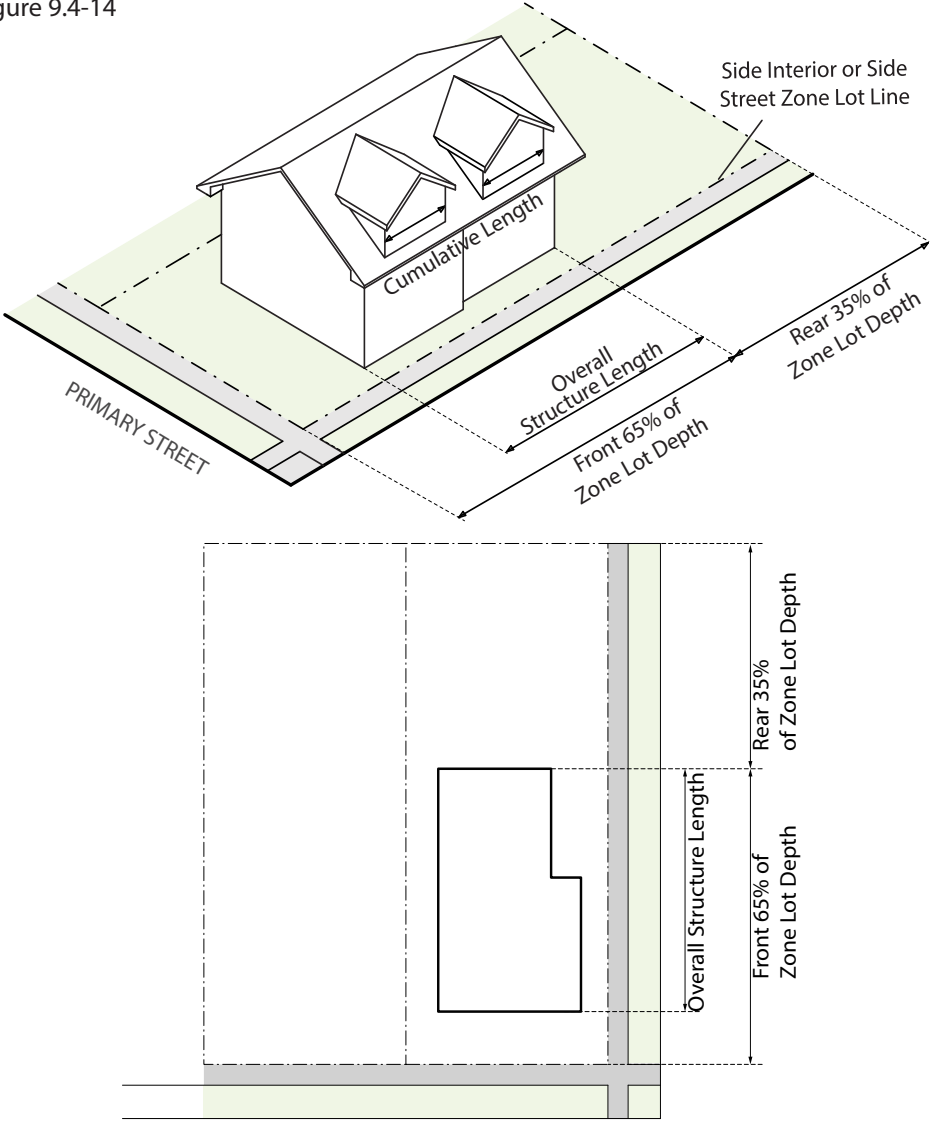 gure 9.4-14
Side Interior or Side
Street Zone Lot Line
Cumulative Length
Rear 35% of
Zone Lot Depth
Overall
Structure Length
Front 65% of
Zone Lot Depth
PRIMARY STREET
Rear 35%
of Zone Lot Depth
Overall Structure Length
Front 65% of
Zone Lot Depth